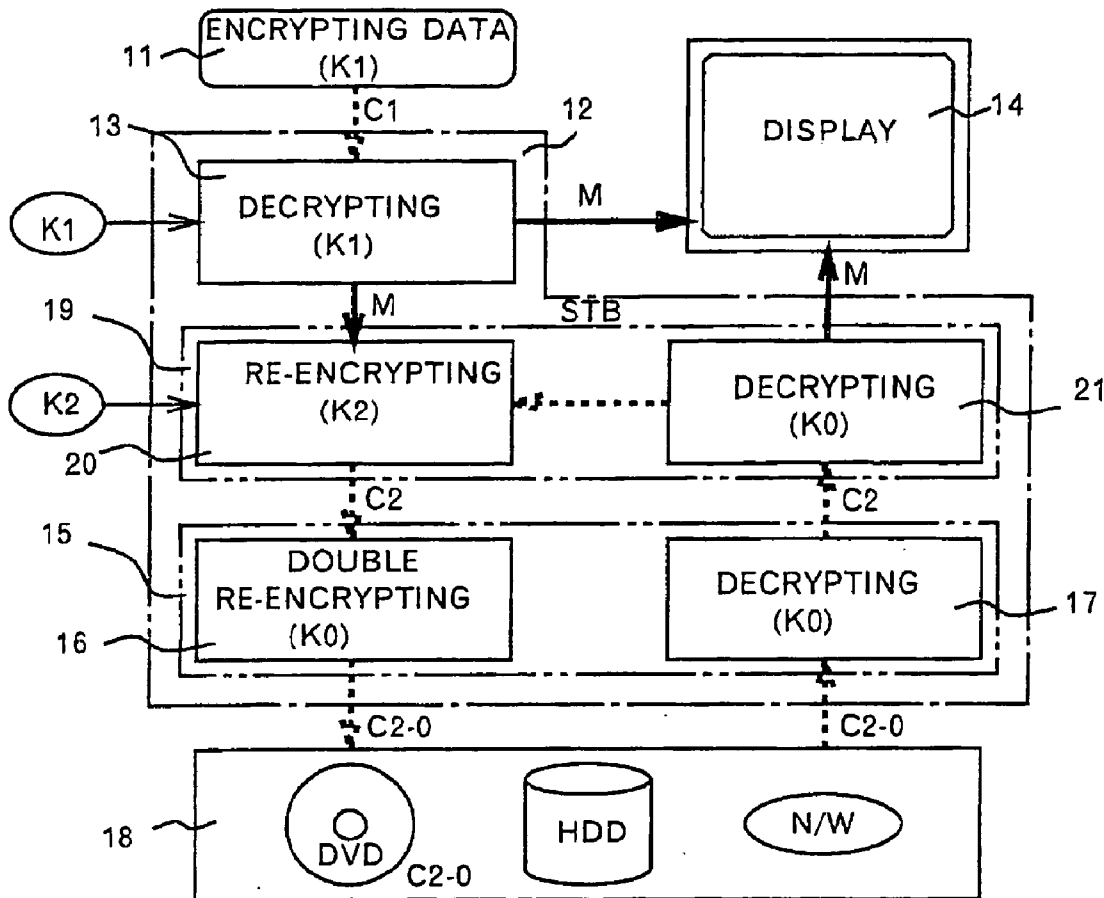 ENCRYPTING DATA
(K1)
11
C1
13
12
DISPLAY
14
K1
DECRYPTING
(K1)
M
M
M
STB
19
K2
RE-ENCRYPTING
(K2)
20
DECRYPTING
(K0)
21
C2
C2
15
DOUBLE
RE-ENCRYPTING
(K0)
16
DECRYPTING
(K0)
17
C2-0
C2-0
18
DVD
C2-0
HDD
N/W